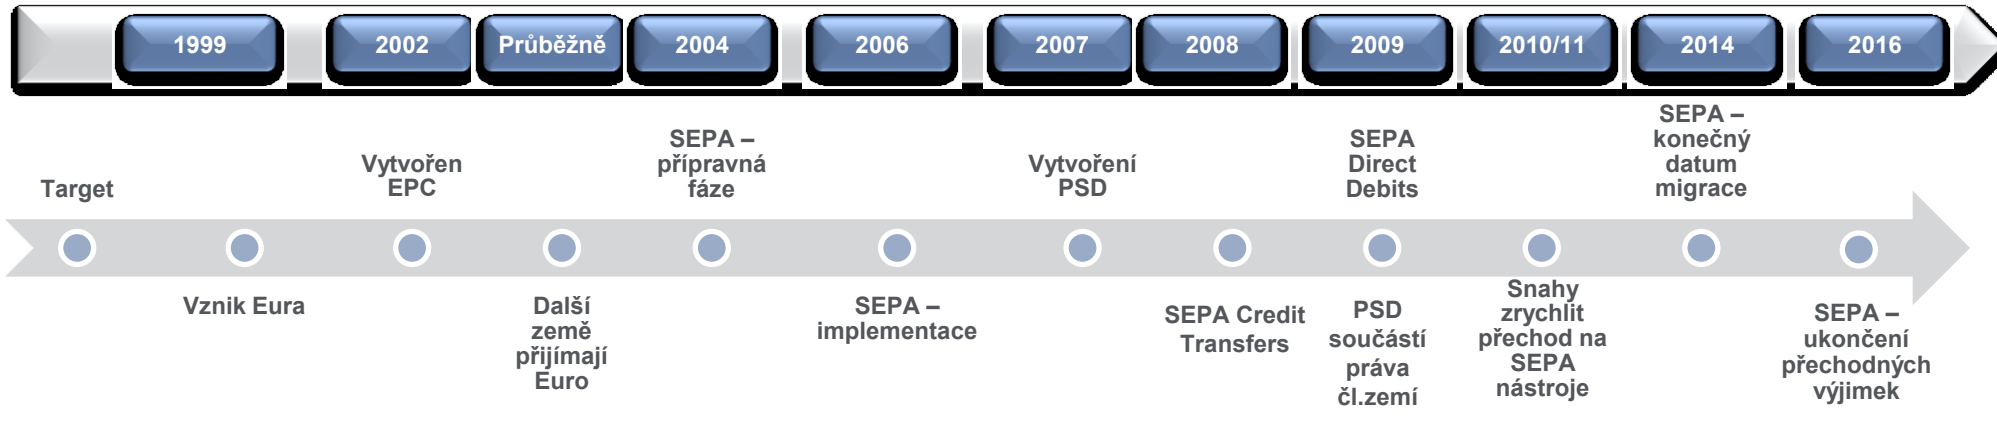 1999
2002
Průběžně
2004
2006
2007
2008
2009
2010/11
2014
2016
Target
Vznik Eura
Vytvořen
EPC
Další
země
přijímají
Euro
SEPA –
přípravná
fáze
SEPA –
implementace
Vytvoření
PSD
SEPA Credit
Transfers
SEPA
Direct
Debits
PSD
součástí
práva
čl.zemí
Snahy
zrychlit
přechod na
SEPA
nástroje
SEPA –
konečný
datum
migrace
SEPA –
ukončení
přechodných
výjimek